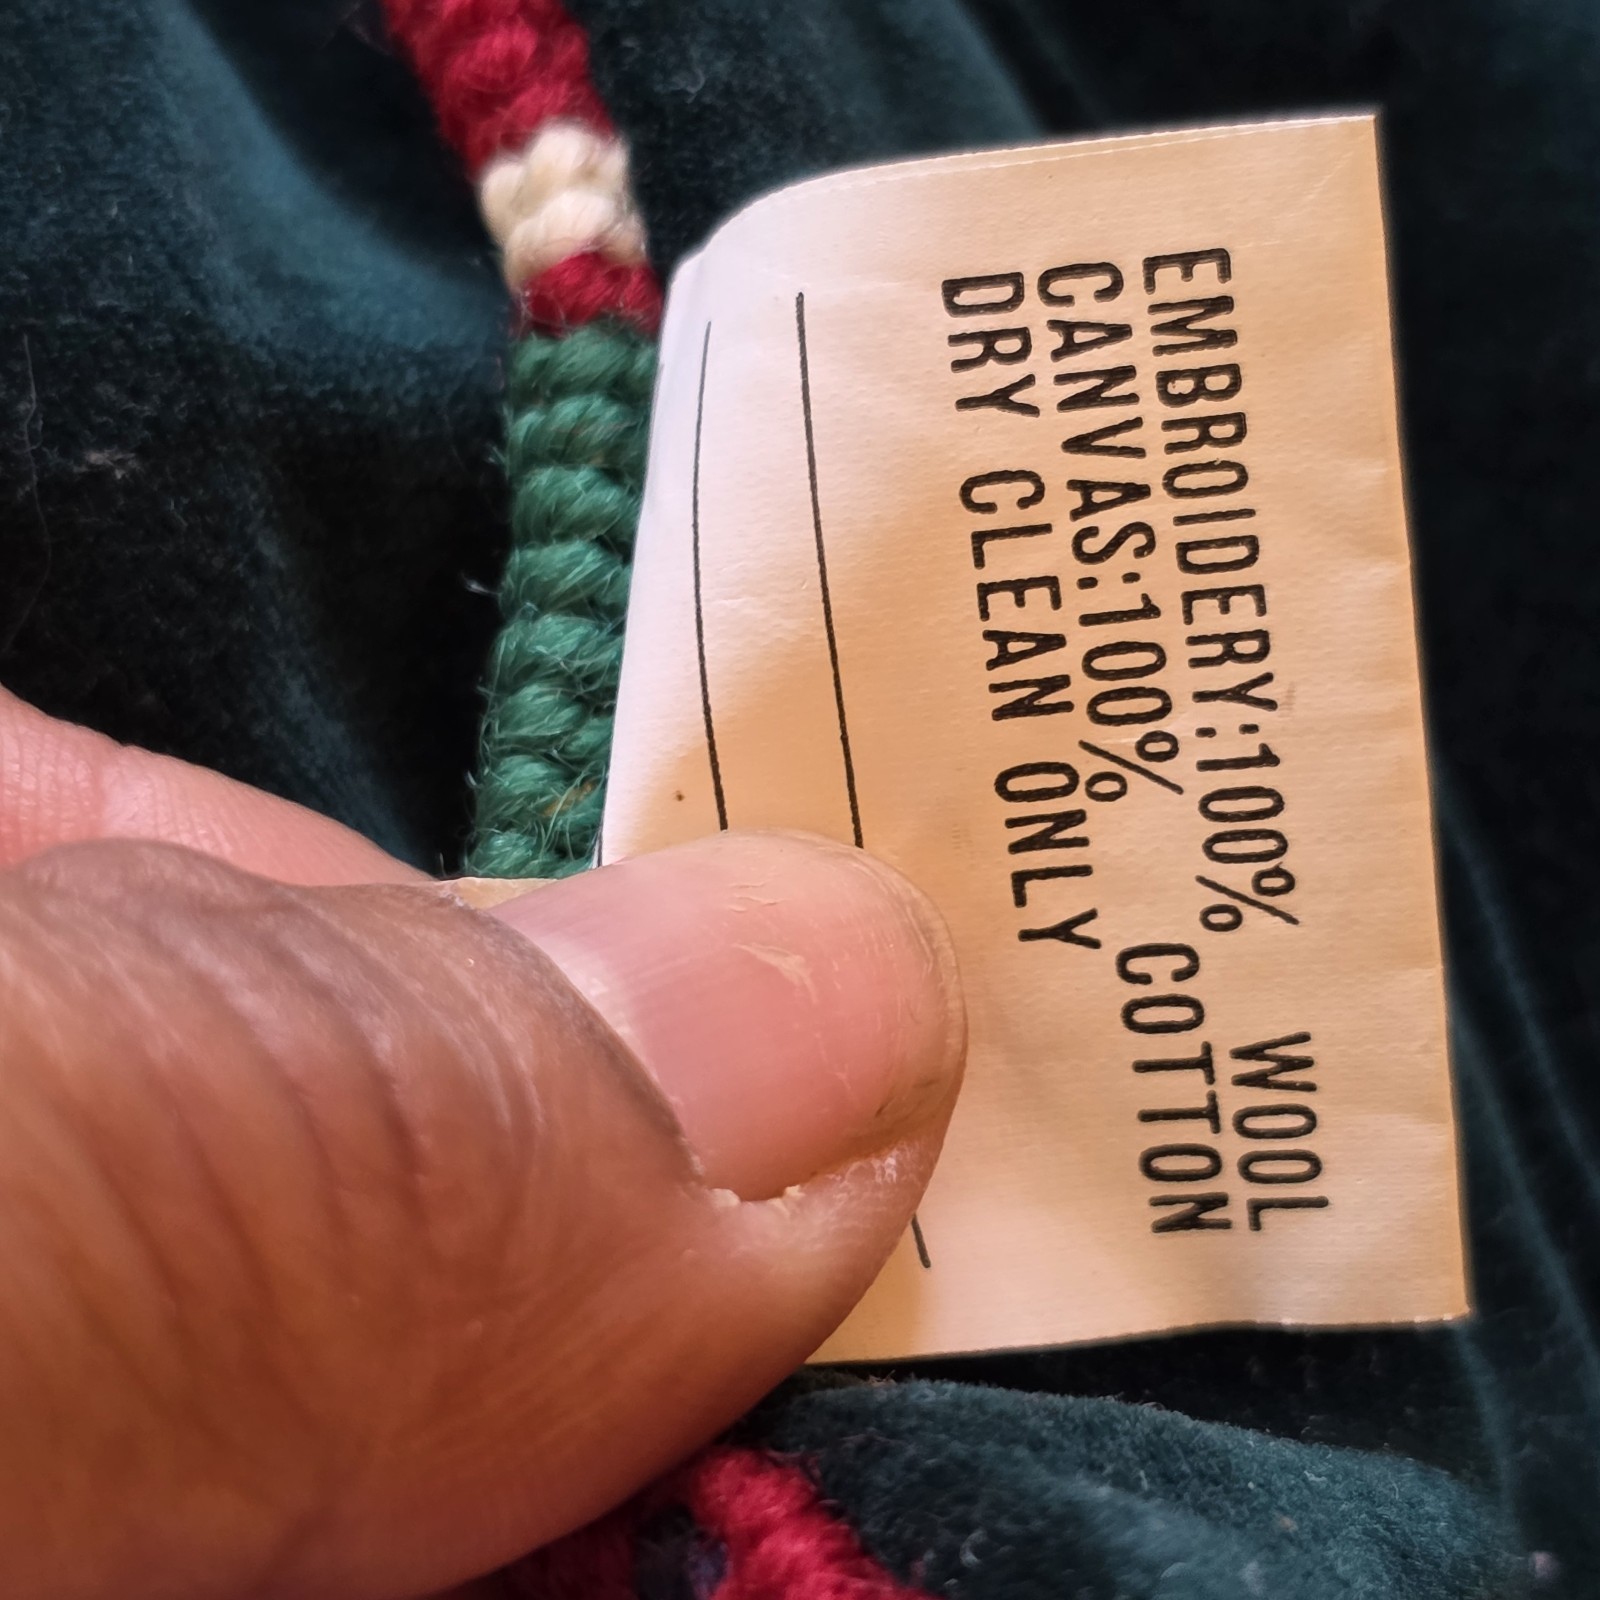 EMBROIDERY:100% WOOL
CANVAS:100% COTTON
DRY CLEAN ONLY